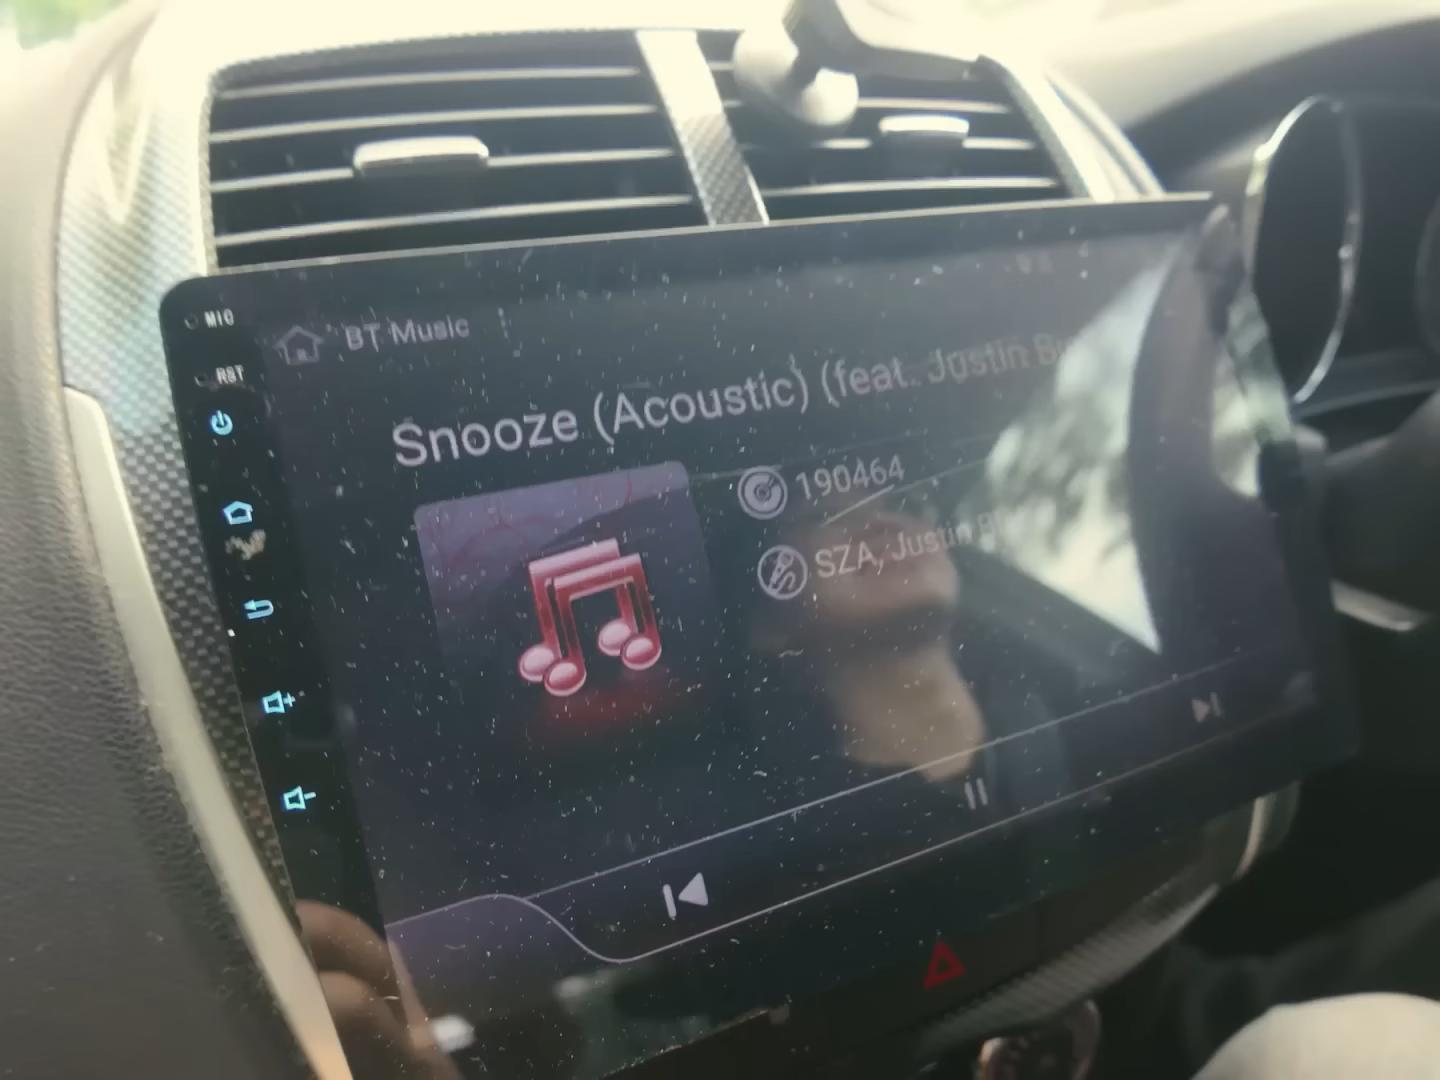 MIC
RST
BT Music
Snooze (Acoustic) (feat. Justin
190464
SZA, Justin